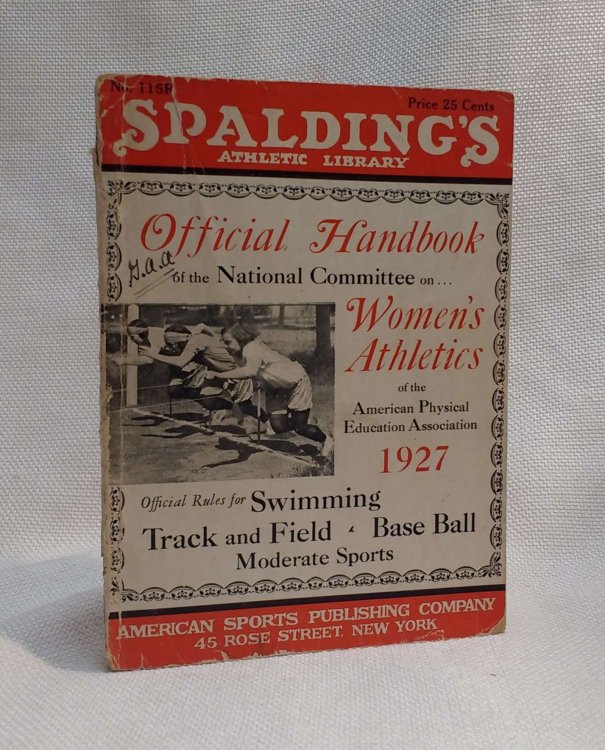 No. 115R
Price 25 Cents
SPALDING'S
ATHLETIC LIBRARY
Official Handbook
G.a.a
of the National Committee on...
Women's
Athletics
of the
American Physical
Education Association
1927
Official Rules for Swimming
Track and Field Base Ball
Moderate Sports
AMERICAN SPORTS PUBLISHING COMPANY
45 ROSE STREET, NEW YORK